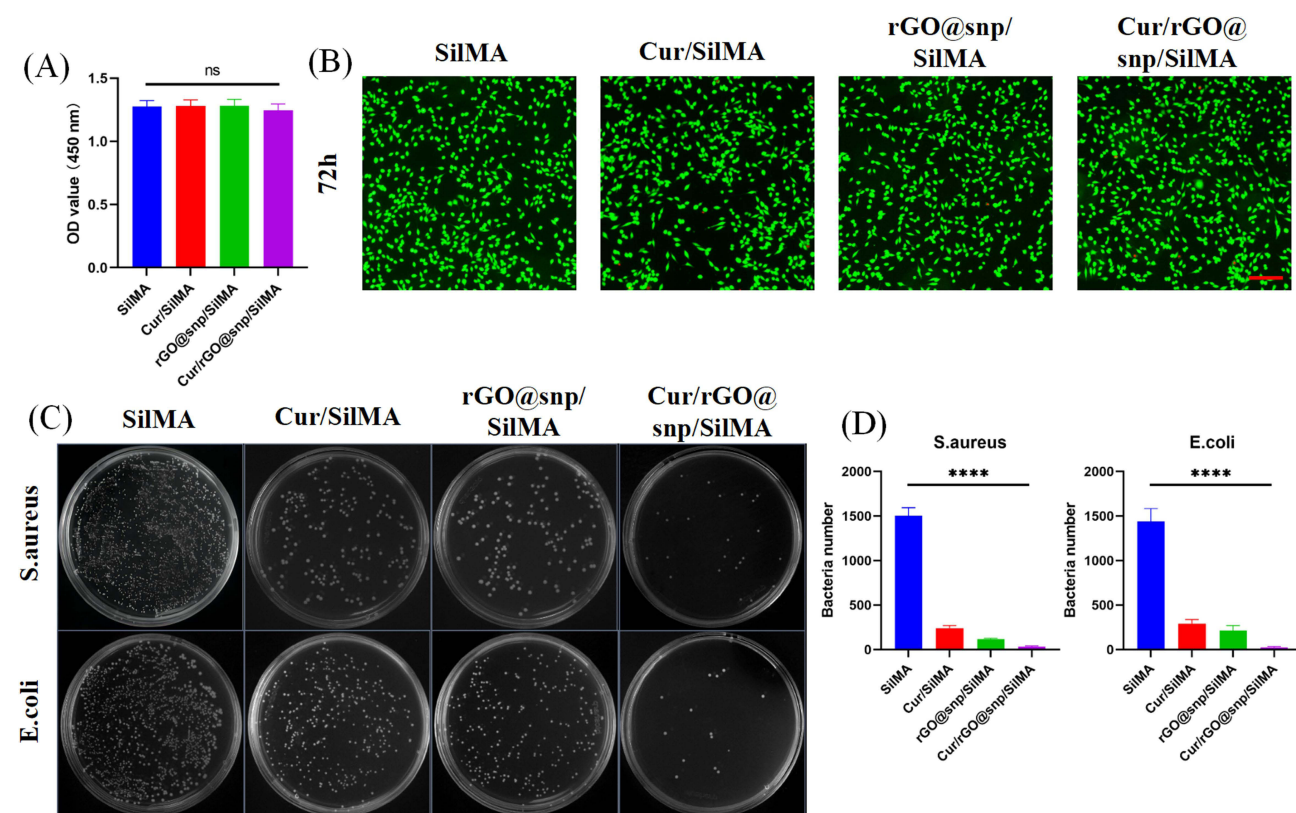 (A)
ns
1.5
1.0
0.5
0.0
OD value (450 nm)
SilMA
Cur/SilMA
rGO@snp/SilMA
Cur/rGO@snp/SilMA
(B)
SilMA
Cur/SilMA
rGO@snp/
SilMA
Cur/rGO@
snp/SilMA
72h
(C)
SilMA
Cur/SilMA
rGO@snp/
SilMA
Cur/rGO@
snp/SilMA
S.aureus
E.coli
(D)
S.aureus
****
2000
1500
1000
500
0
Bacteria number
SilMA
Cur/SilMA
rGO@snp/SilMA
Cur/rGO@snp/SilMA
E.coli
****
2000
1500
1000
500
0
Bacteria number
SilMA
Cur/SilMA
rGO@snp/SilMA
Cur/rGO@snp/SilMA